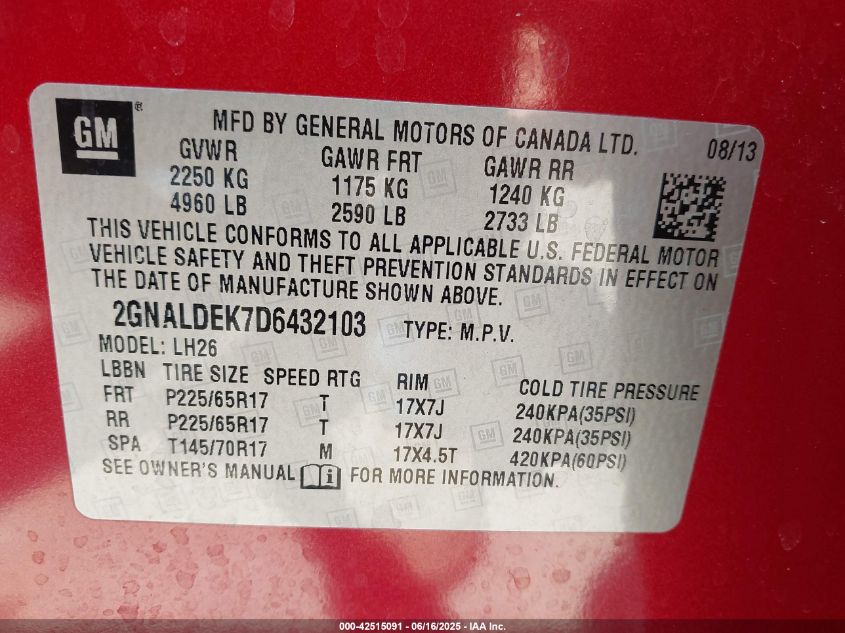 GM ®
MFD BY GENERAL MOTORS OF CANADA LTD. 08/13
GVWR GAWR FRT GAWR RR
2250 KG 1175 KG 1240 KG
4960 LB 2590 LB 2733 LB
THIS VEHICLE CONFORMS TO ALL APPLICABLE U.S. FEDERAL MOTOR
VEHICLE SAFETY AND THEFT PREVENTION STANDARDS IN EFFECT ON
THE DATE OF MANUFACTURE SHOWN ABOVE.
2GNALDEK7D6432103 TYPE: M.P.V.
MODEL: LH26
LBBN TIRE SIZE SPEED RTG RIM COLD TIRE PRESSURE
FRT P225/65R17 T 17X7J 240KPA(35PSI)
RR P225/65R17 T 17X7J 240KPA(35PSI)
SPA T145/70R17 M 17X4.5T 420KPA(60PSI)
SEE OWNER'S MANUAL i FOR MORE INFORMATION.
000-42515091 - 06/16/2025 - IAA Inc.